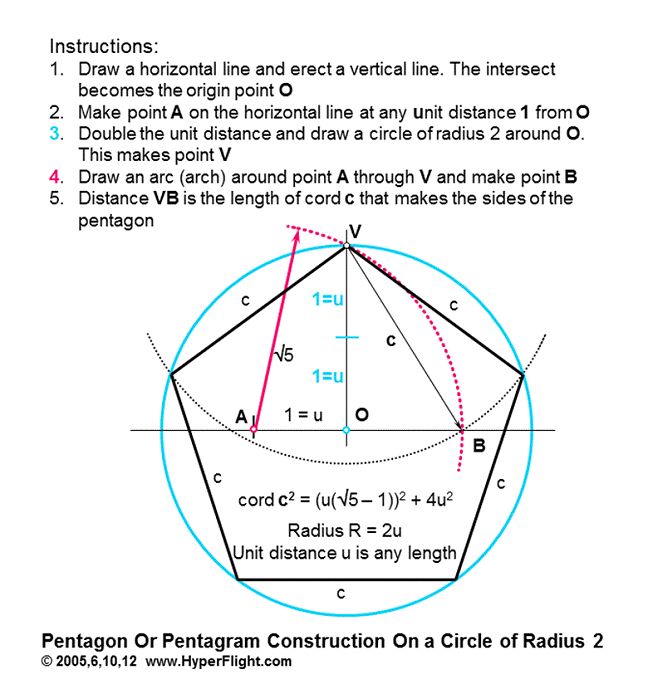 Instructions:
1. Draw a horizontal line and erect a vertical line. The intersect
becomes the origin point O
2. Make point A on the horizontal line at any unit distance 1 from O
3. Double the unit distance and draw a circle of radius 2 around O.
This makes point V
4. Draw an arc (arch) around point A through V and make point B
5. Distance VB is the length of cord c that makes the sides of the
pentagon
V
c
1=u
c
c
√5
1=u
A
1 = u
O
B
c
c
cord c² = (u(√5 – 1))² + 4u²
Radius R = 2u
Unit distance u is any length
c
Pentagon Or Pentagram Construction On a Circle of Radius 2
© 2005,6,10,12 www.HyperFlight.com